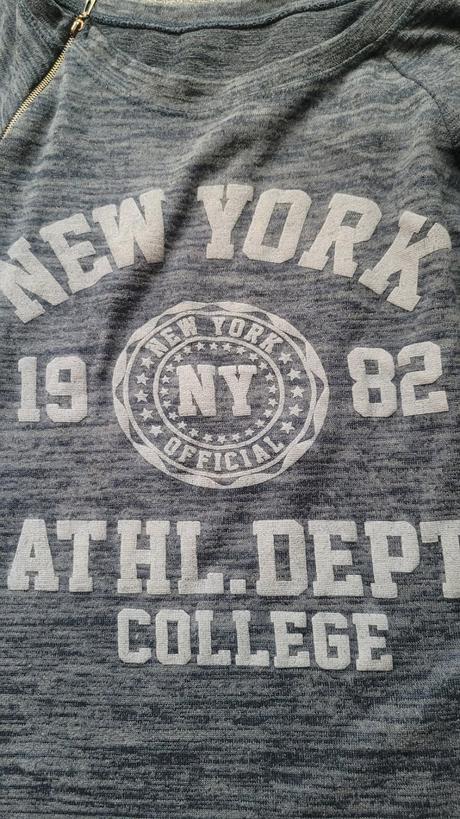 NEW YORK
19 82
NEW YORK
NY
OFFICIAL
ATHL.DEPT
COLLEGE